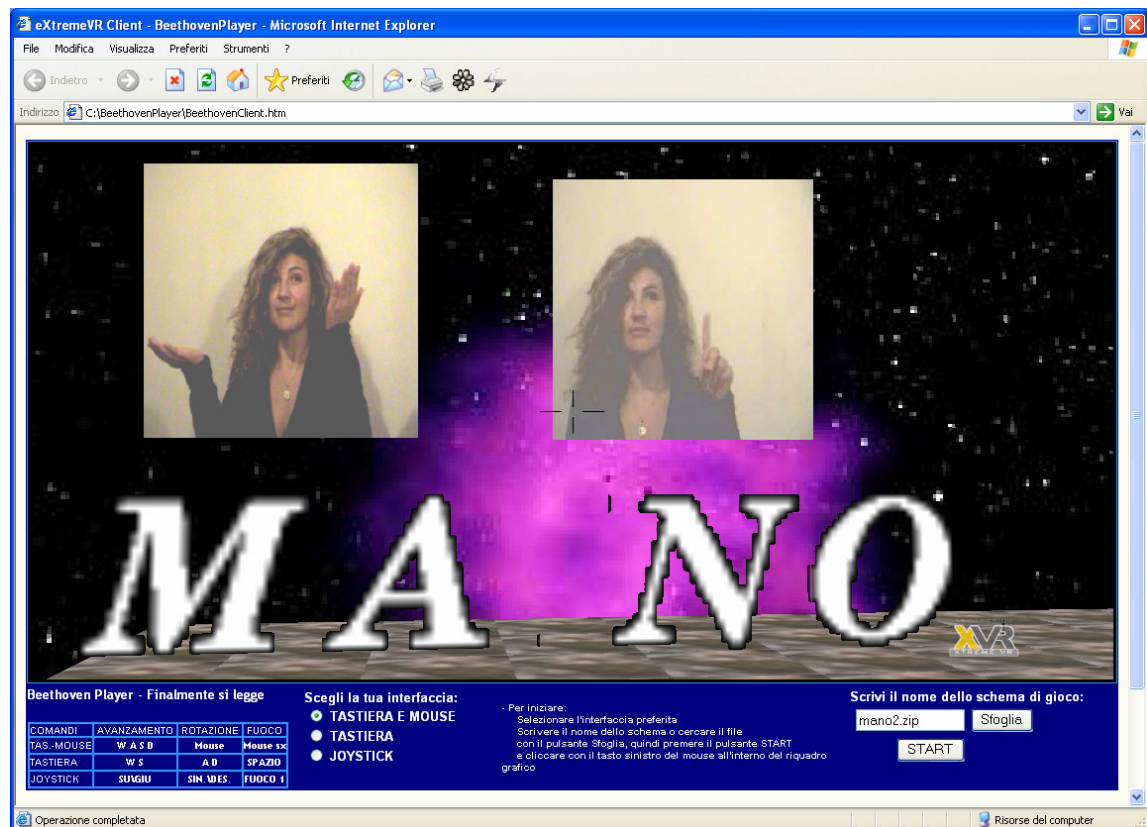 eXtremeVR Client - BeethovenPlayer - Microsoft Internet Explorer
File Modifica Visualizza Preferiti Strumenti ?
Indietro Preferiti
Indirizzo C:\BeethovenPlayer\BeethovenClient.htm Vai
MA NO
XVR
EXTREME VR
Beethoven Player - Finalmente si legge
COMANDI AVANZAMENTO ROTAZIONE FUOCO
TAS.-MOUSE W A S D Mouse Mouse sx
TASTIERA W S A D SPAZIO
JOYSTICK SU\GIU SIN.\DES. FUOCO 1
Scegli la tua interfaccia:
TASTIERA E MOUSE
TASTIERA
JOYSTICK
- Per iniziare:
Selezionare l'interfaccia preferita
Scrivere il nome dello schema o cercare il file
con il pulsante Sfoglia, quindi premere il pulsante START
e cliccare con il tasto sinistro del mouse all'interno del riquadro
grafico
Scrivi il nome dello schema di gioco:
mano2.zip Sfoglia
START
Operazione completata Risorse del computer